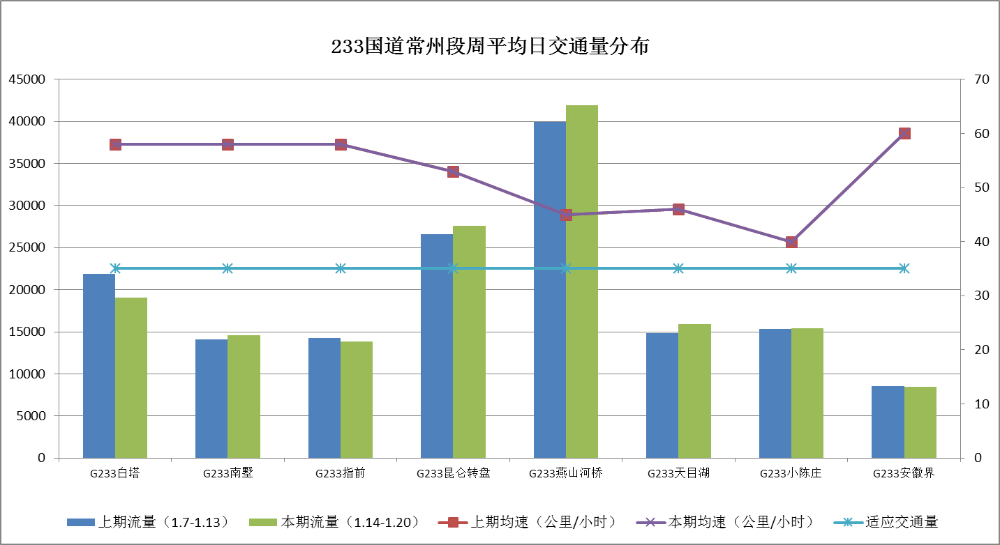 233国道常州段周平均日交通量分布
45000
40000
35000
30000
25000
20000
15000
10000
5000
0
70
60
50
40
30
20
10
0
G233白塔
G233南墅
G233指前
G233昆仑转盘
G233燕山河桥
G233天目湖
G233小陈庄
G233安徽界
上期流量（1.7-1.13）
本期流量（1.14-1.20）
上期均速（公里/小时）
本期均速（公里/小时）
适应交通量